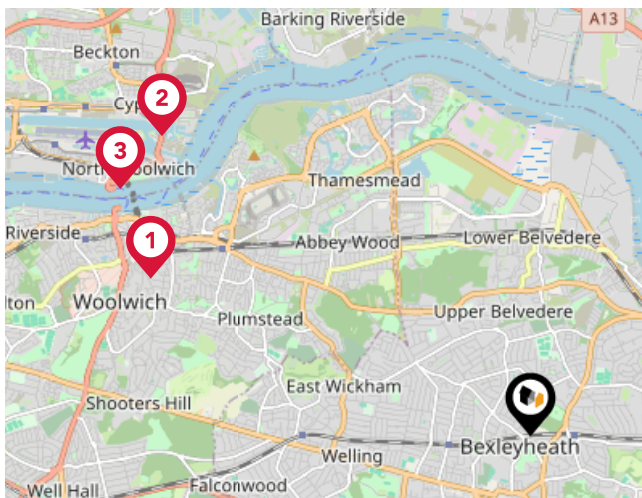 Barking Riverside
A13
Beckton
Cyp
2
3
North Woolwich
Thamesmead
1
Riverside
Abbey Wood
Lower Belvedere
lton
Woolwich
Plumstead
Upper Belvedere
East Wickham
Shooters Hill
Bexleyheath
Welling
Well Hall
Falconwood